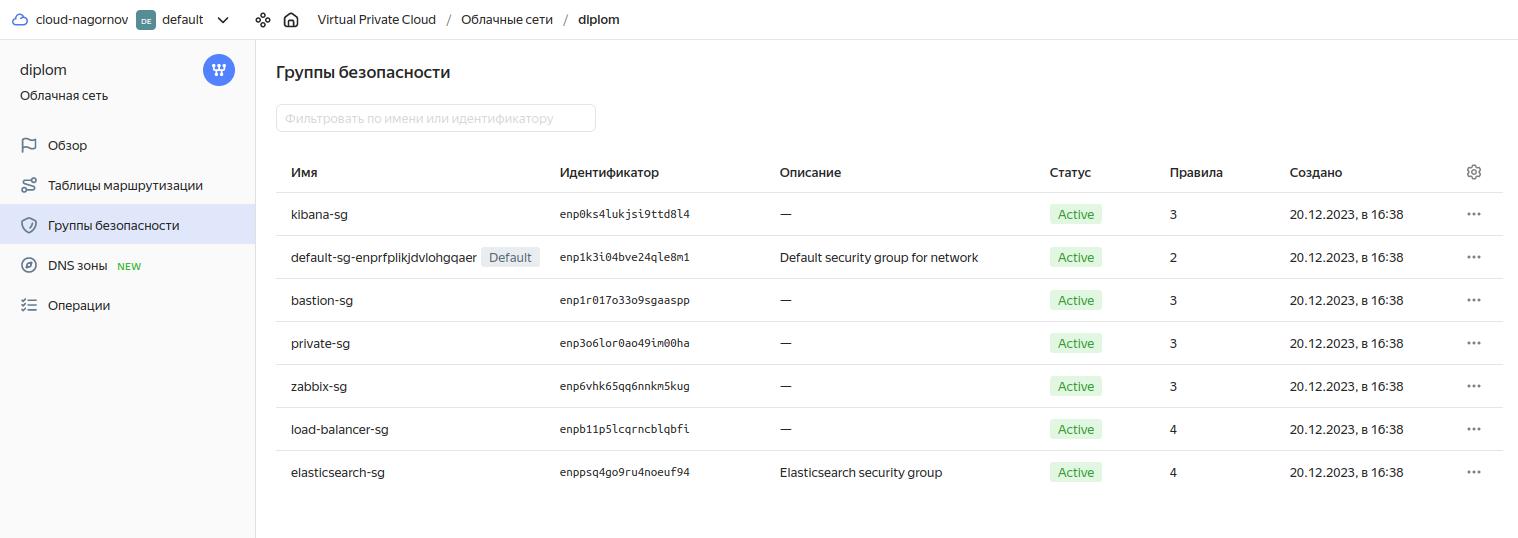 cloud-nagornov DE default Virtual Private Cloud / Облачные сети / diplom
diplom
Облачная сеть
Обзор
Таблицы маршрутизации
Группы безопасности
DNS зоны NEW
Операции
Группы безопасности
Фильтровать по имени или идентификатору
Имя Идентификатор Описание Статус Правила Создано
kibana-sg enp0ks4lukjsi9ttd8l4 — Active 3 20.12.2023, в 16:38
default-sg-enprfplikjdvlohgqaer Default enp1k3i04bve24qle8m1 Default security group for network Active 2 20.12.2023, в 16:38
bastion-sg enp1r017o33o9sgaaspp — Active 3 20.12.2023, в 16:38
private-sg enp3o6lor0ao49im00ha — Active 3 20.12.2023, в 16:38
zabbix-sg enp6vhk65qq6nnkm5kug — Active 3 20.12.2023, в 16:38
load-balancer-sg enpb11p5lcqrncblqbfi — Active 4 20.12.2023, в 16:38
elasticsearch-sg enppsq4go9ru4noeuf94 Elasticsearch security group Active 4 20.12.2023, в 16:38